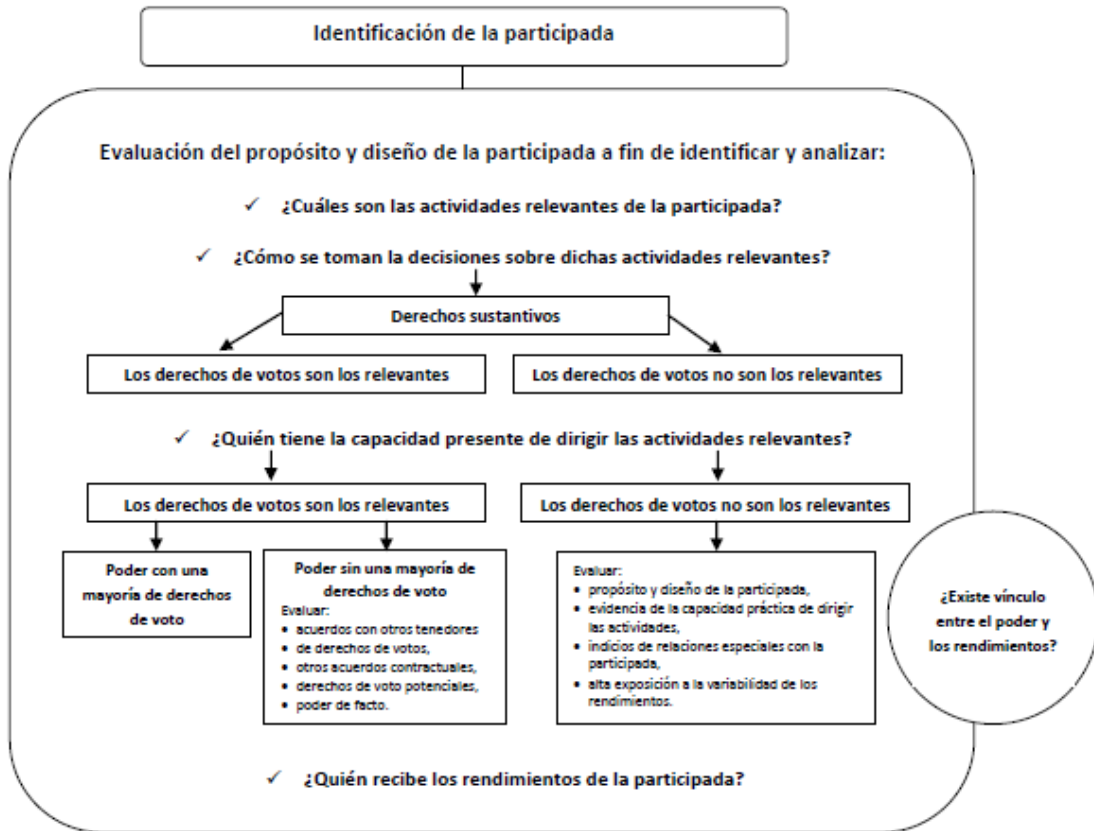 Identificación de la participada
Evaluación del propósito y diseño de la participada a fin de identificar y analizar:
✓ ¿Cuáles son las actividades relevantes de la participada?
✓ ¿Cómo se toman la decisiones sobre dichas actividades relevantes?
Derechos sustantivos
Los derechos de votos son los relevantes
Los derechos de votos no son los relevantes
✓ ¿Quién tiene la capacidad presente de dirigir las actividades relevantes?
Los derechos de votos son los relevantes
Los derechos de votos no son los relevantes
Poder con una
mayoría de derechos
de voto
Poder sin una mayoría de
derechos de voto
Evaluar:
• acuerdos con otros tenedores
• de derechos de votos,
• otros acuerdos contractuales,
• derechos de voto potenciales,
• poder de facto.
Evaluar:
• propósito y diseño de la participada,
• evidencia de la capacidad práctica de dirigir
las actividades,
• indicios de relaciones especiales con la
participada,
• alta exposición a la variabilidad de los
rendimientos.
¿Existe vínculo
entre el poder y
los rendimientos?
✓ ¿Quién recibe los rendimientos de la participada?